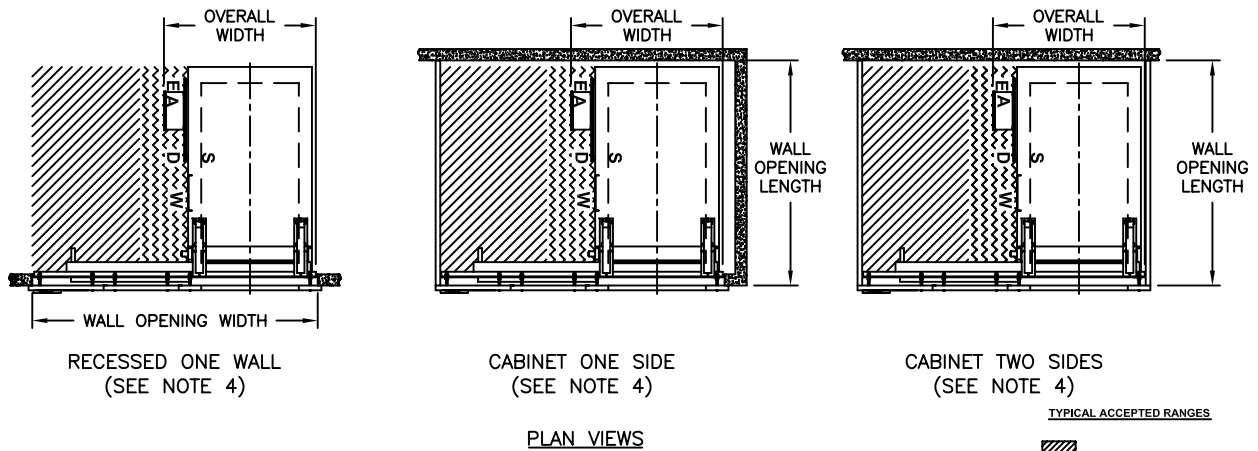 OVERALL
WIDTH
OVERALL
WIDTH
OVERALL
WIDTH
E
A
D
S
W
E
A
D
S
W
E
A
D
S
W
WALL
OPENING
LENGTH
WALL
OPENING
LENGTH
WALL OPENING WIDTH
RECESSED ONE WALL
(SEE NOTE 4)
CABINET ONE SIDE
(SEE NOTE 4)
CABINET TWO SIDES
(SEE NOTE 4)
TYPICAL ACCEPTED RANGES
PLAN VIEWS